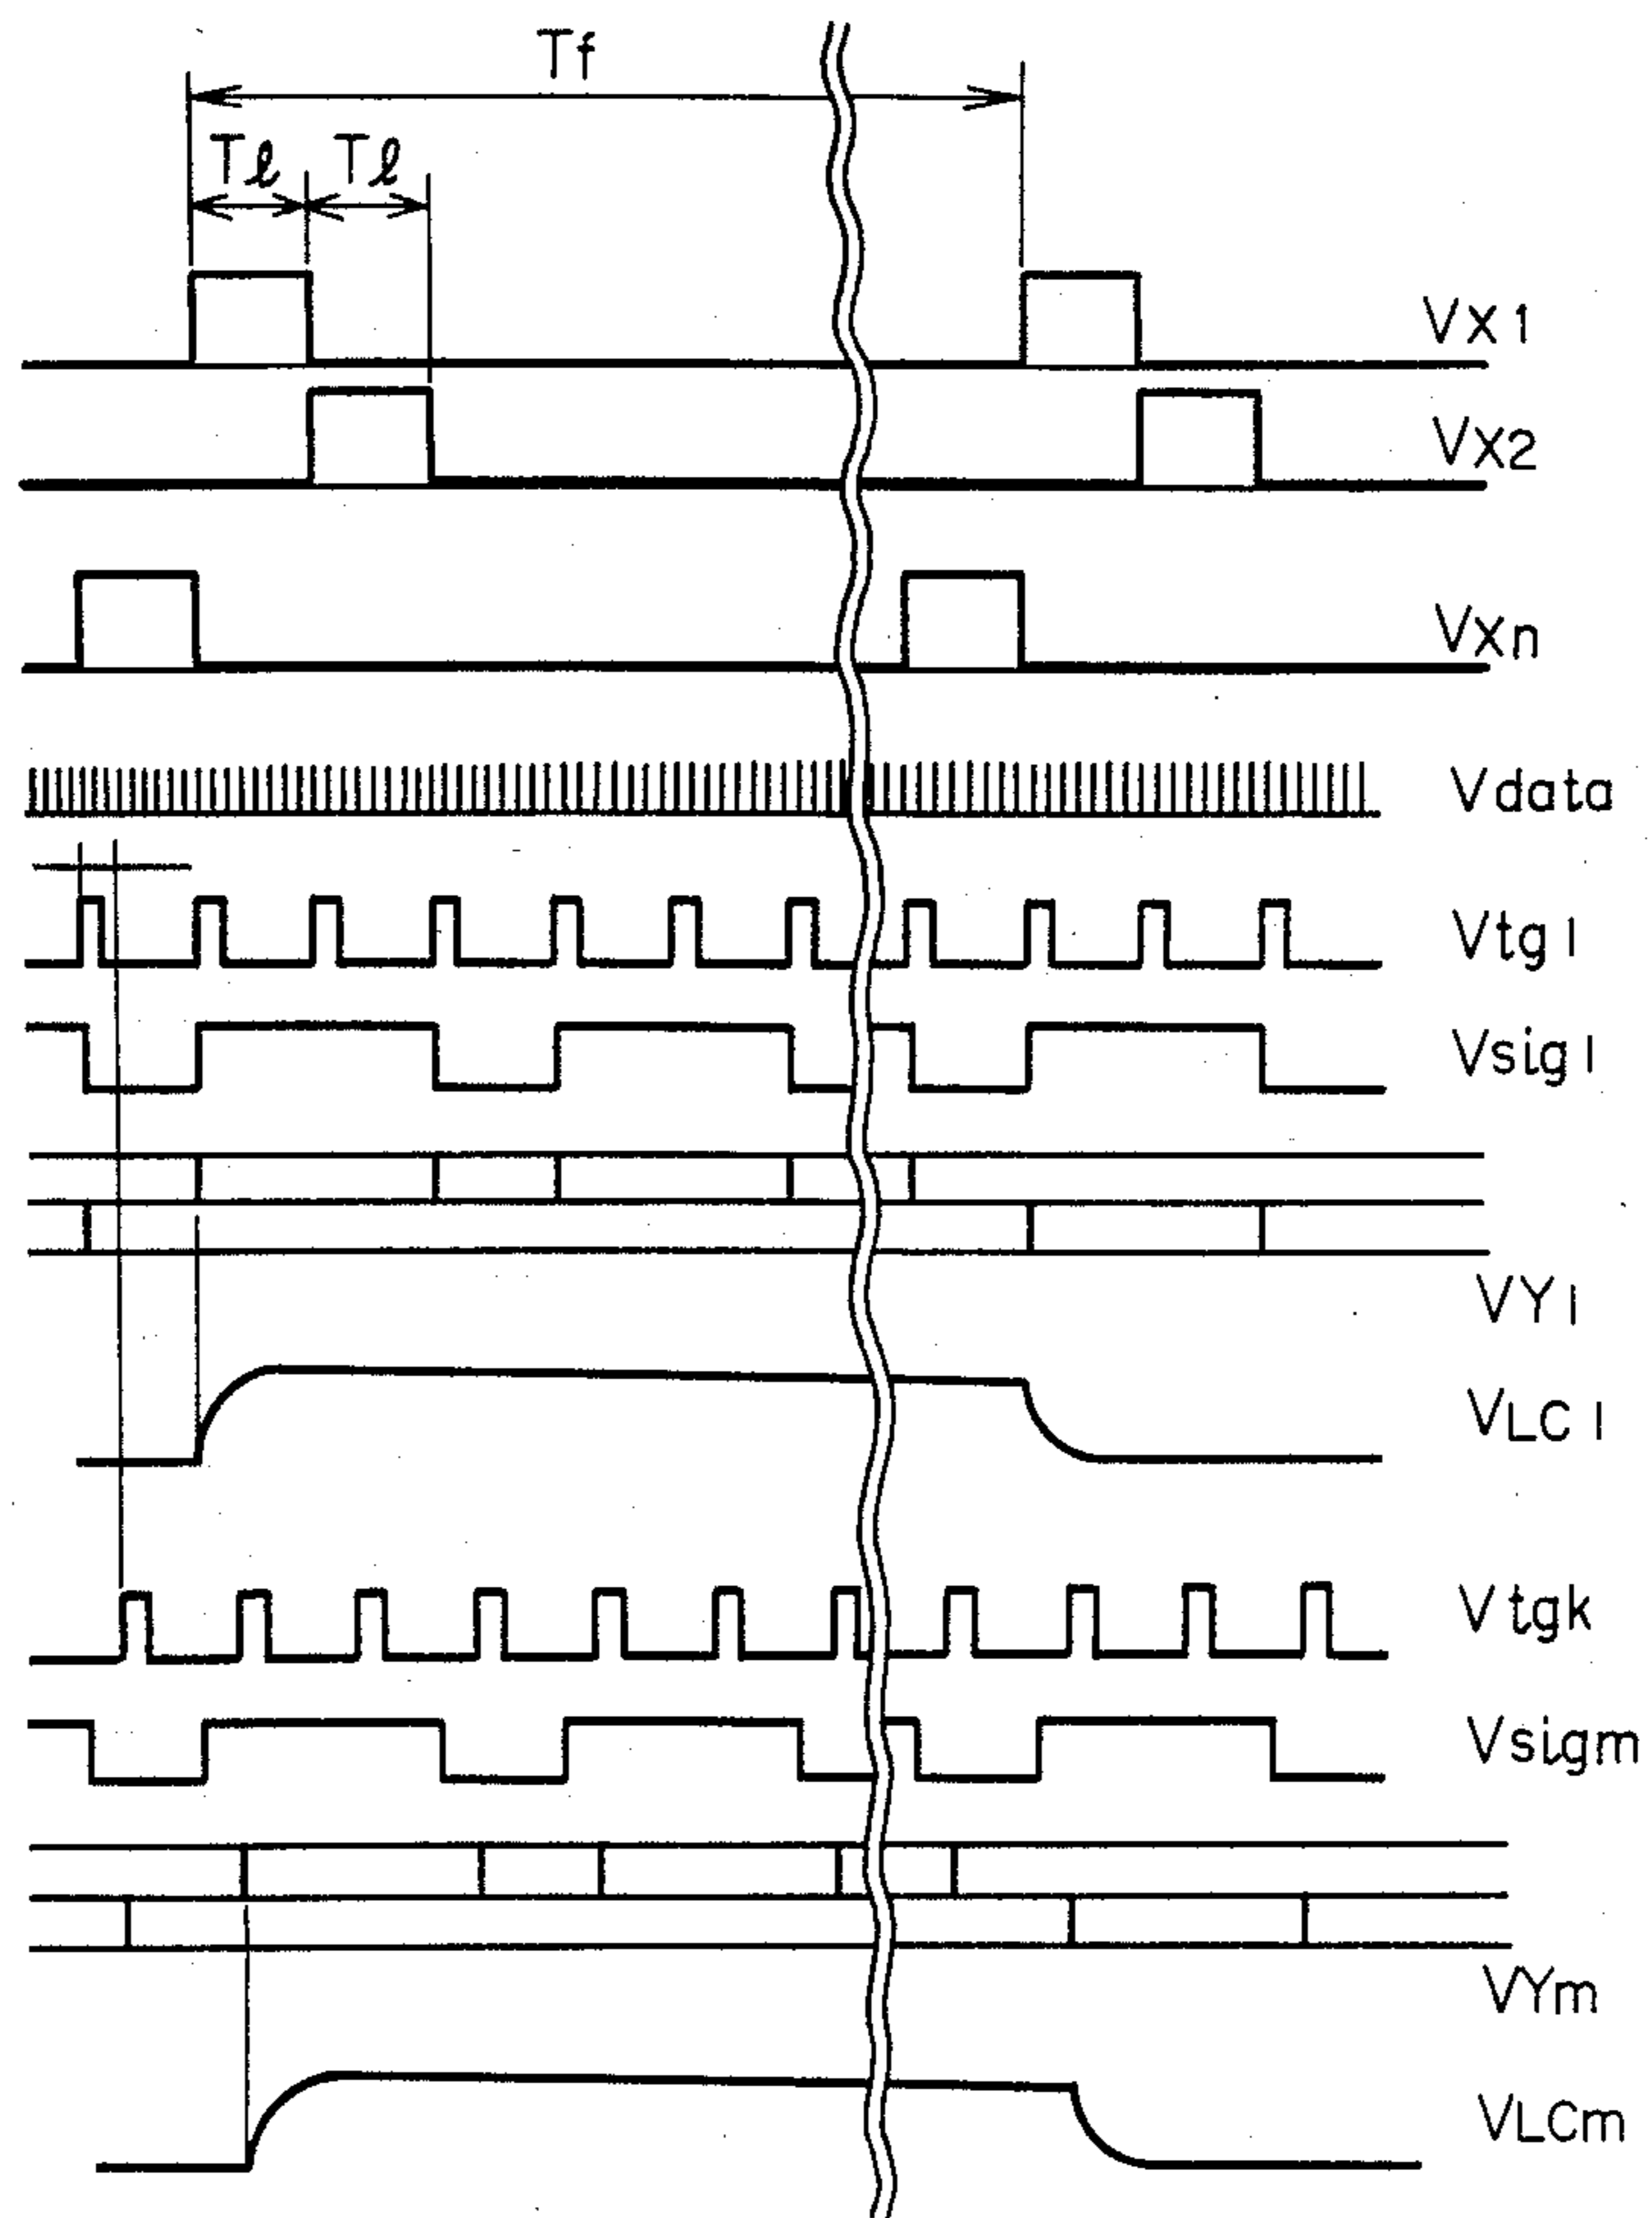 Tf
Tℓ Tℓ
VX1
VX2
VXn
Vdata
Vtg1
Vsig1
VY1
VLC1
Vtgk
Vsigm
VYm
VLCm